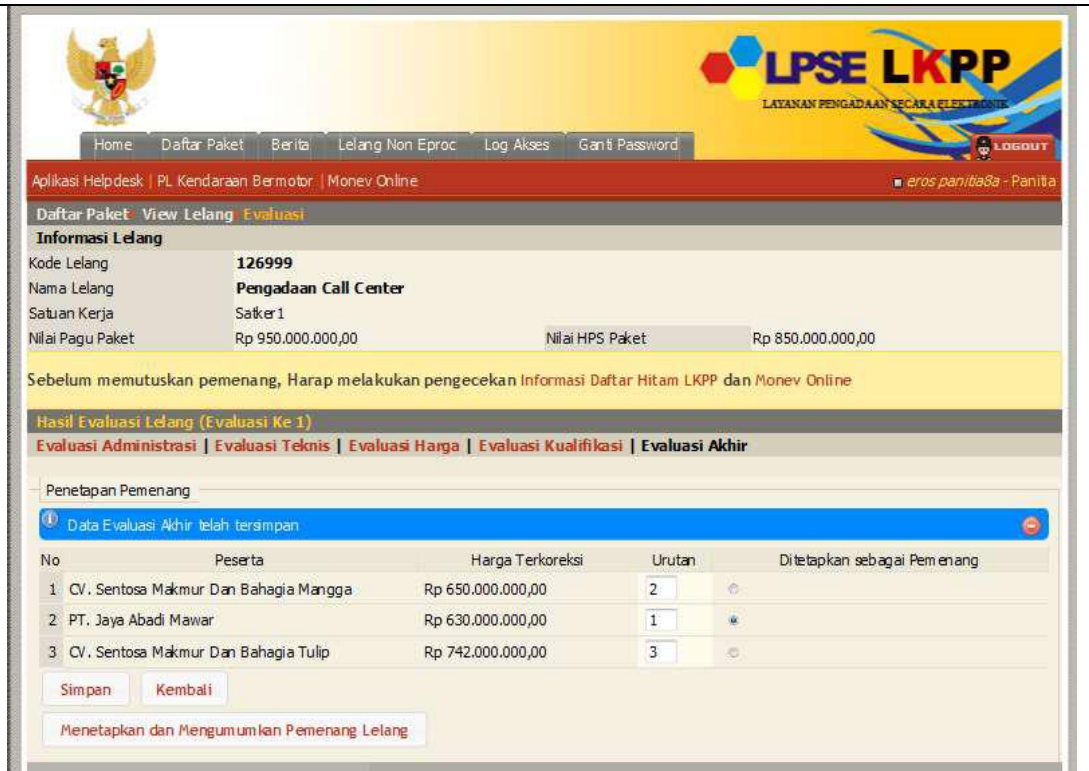 LPSE LKPP
LAYANAN PENGADAAN SECARA ELEKTRONIK
Home Daftar Paket Berita Lelang Non Eproc Log Akses Ganti Password
LOGOUT
Aplikasi Helpdesk | PL Kendaraan Bermotor | Monev Online eros panitia8a - Panitia
Daftar Paket View Lelang Evaluasi
Informasi Lelang
Kode Lelang 126999
Nama Lelang Pengadaan Call Center
Satuan Kerja Satker1
Nilai Pagu Paket Rp 950.000.000,00 Nilai HPS Paket Rp 850.000.000,00
Sebelum memutuskan pemenang, Harap melakukan pengecekan Informasi Daftar Hitam LKPP dan Monev Online
Hasil Evaluasi Lelang (Evaluasi Ke 1)
Evaluasi Administrasi | Evaluasi Teknis | Evaluasi Harga | Evaluasi Kualifikasi | Evaluasi Akhir
Penetapan Pemenang
Data Evaluasi Akhir telah tersimpan
No Peserta Harga Terkoreksi Urutan Ditetapkan sebagai Pemenang
1 CV. Sentosa Makmur Dan Bahagia Mangga Rp 650.000.000,00 2
2 PT. Jaya Abadi Mawar Rp 630.000.000,00 1
3 CV. Sentosa Makmur Dan Bahagia Tulip Rp 742.000.000,00 3
Simpan Kembali
Menetapkan dan Mengumumkan Pemenang Lelang